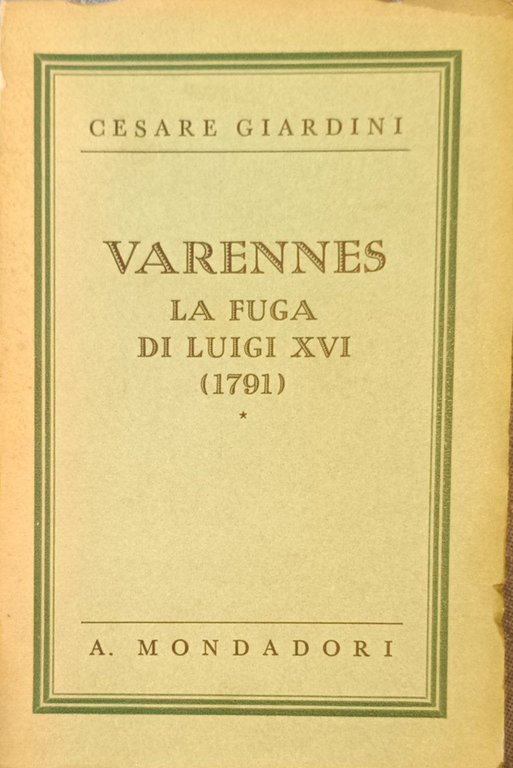 CESARE GIARDINI
VARENNES
LA FUGA
DI LUIGI XVI
(1791)
*
A. MONDADORI